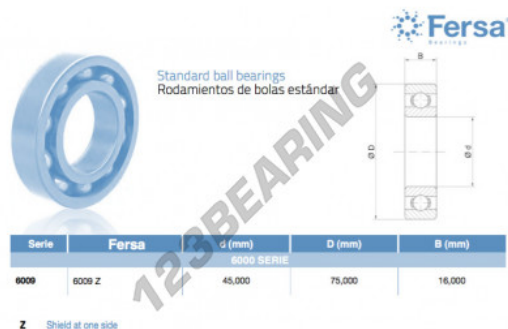 Fersa
Bearings
Standard ball bearings
Rodamientos de bolas estándar
B
Ø D
Ø d
123BEARING
Serie Fersa d (mm) D (mm) B (mm)
6000 SERIE
6009 6009 Z 45,000 75,000 16,000
Z Shield at one side